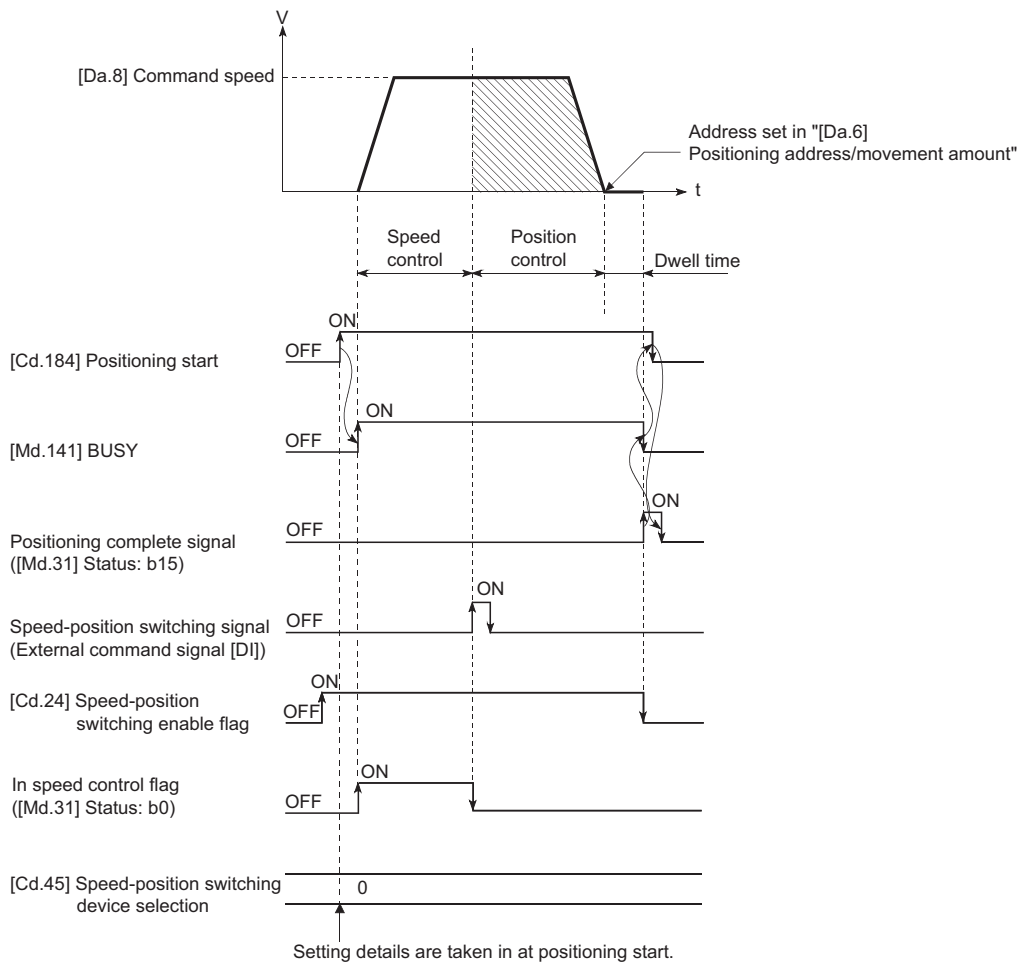 V
[Da.8] Command speed
Address set in "[Da.6]
Positioning address/movement amount"
t
Speed
control
Position
control
Dwell time
ON
OFF
[Cd.184] Positioning start
ON
OFF
[Md.141] BUSY
ON
OFF
Positioning complete signal
([Md.31] Status: b15)
ON
OFF
Speed-position switching signal
(External command signal [DI])
ON
OFF
[Cd.24] Speed-position
switching enable flag
ON
In speed control flag
([Md.31] Status: b0)
OFF
[Cd.45] Speed-position switching
device selection
0
Setting details are taken in at positioning start.